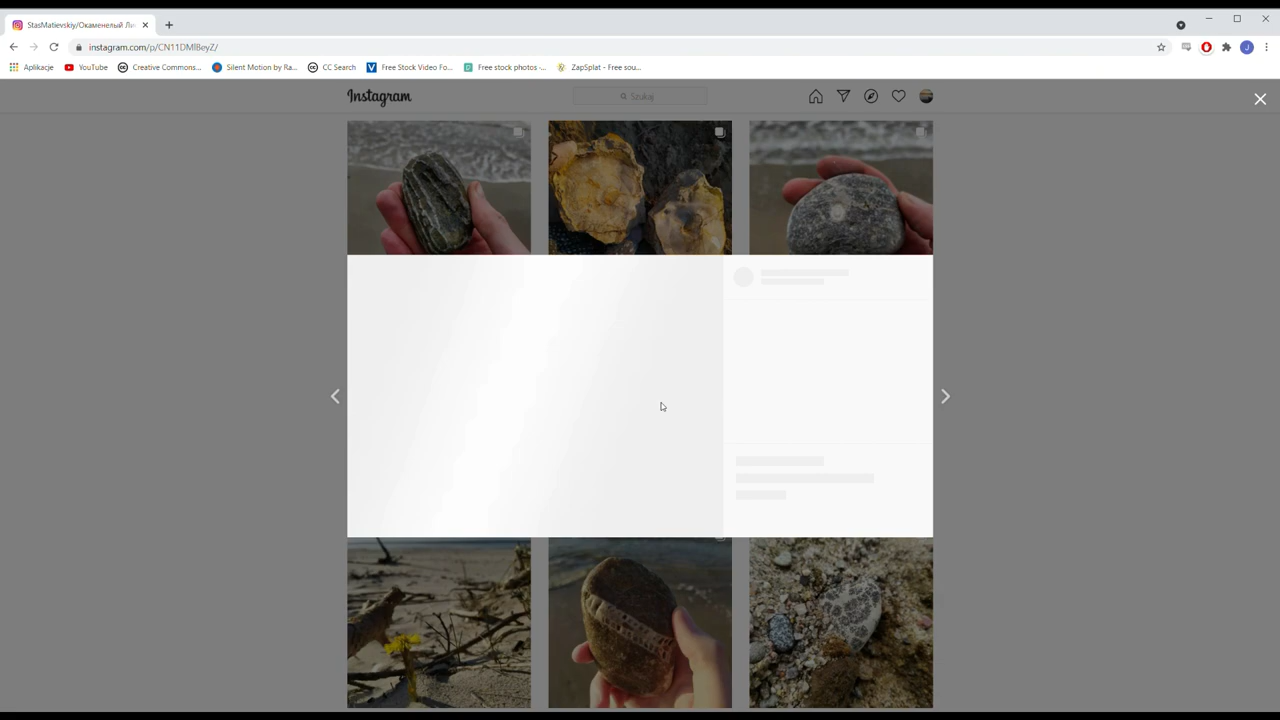 StasMatievskiy/Окаменелый Ли
instagram.com/p/CN11DMlBeyZ/
Aplikacje YouTube Creative Commons... Silent Motion by Ra... CC Search Free Stock Video Fo... Free stock photos -... ZapSplat - Free sou...
Instagram Szukaj